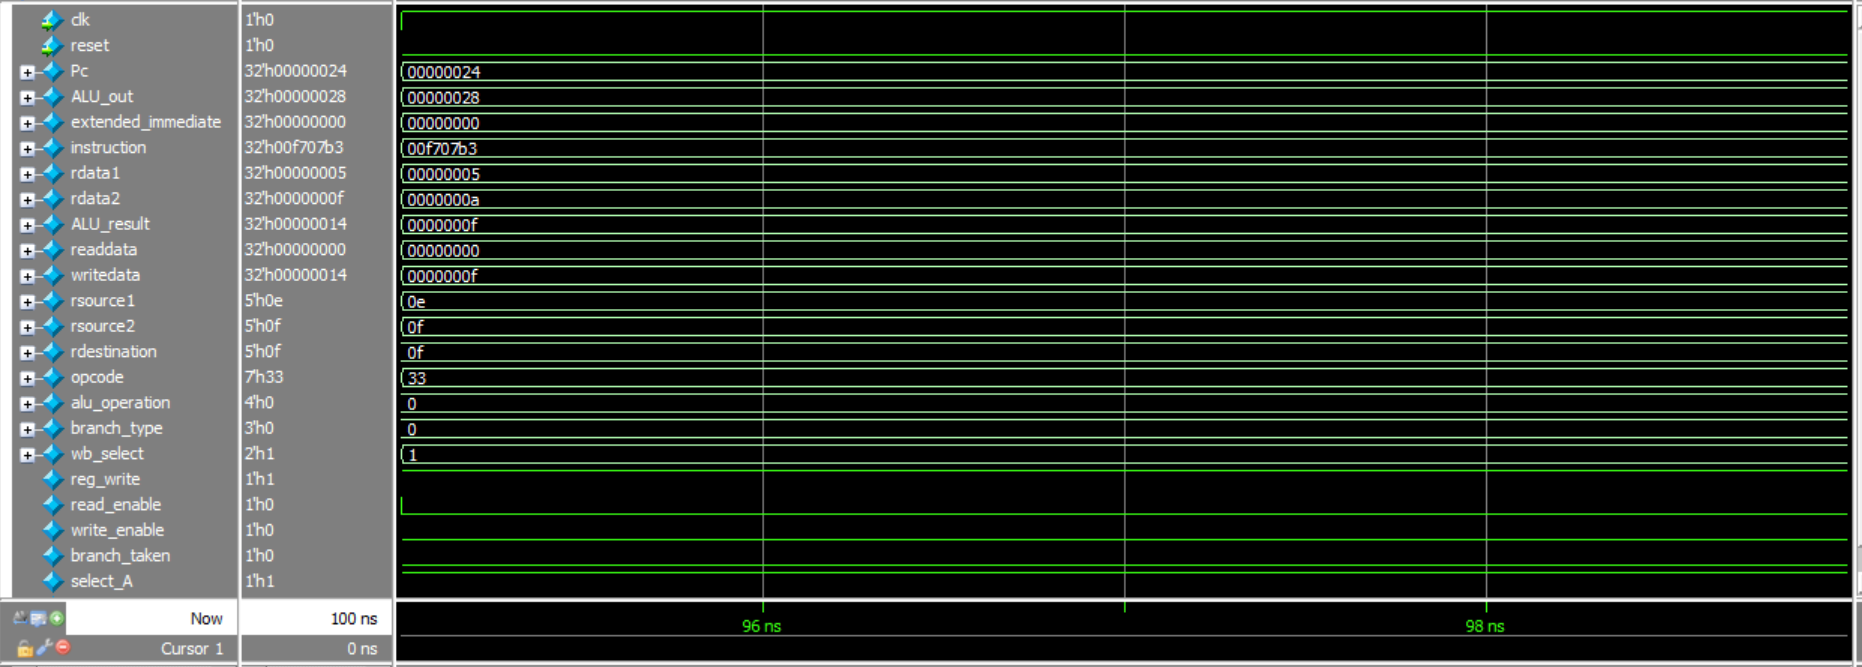 clk 1'h0
reset 1'h0
Pc 32'h00000024 00000024
ALU_out 32'h00000028 00000028
extended_immediate 32'h00000000 00000000
instruction 32'h00f707b3 00f707b3
rdata1 32'h00000005 00000005
rdata2 32'h0000000f 0000000a
ALU_result 32'h00000014 0000000f
readdata 32'h00000000 00000000
writedata 32'h00000014 0000000f
rsource1 5'h0e 0e
rsource2 5'h0f 0f
rdestination 5'h0f 0f
opcode 7'h33 33
alu_operation 4'h0 0
branch_type 3'h0 0
wb_select 2'h1 1
reg_write 1'h1
read_enable 1'h0
write_enable 1'h0
branch_taken 1'h0
select_A 1'h1
Now 100 ns 96 ns 98 ns
Cursor 1 0 ns